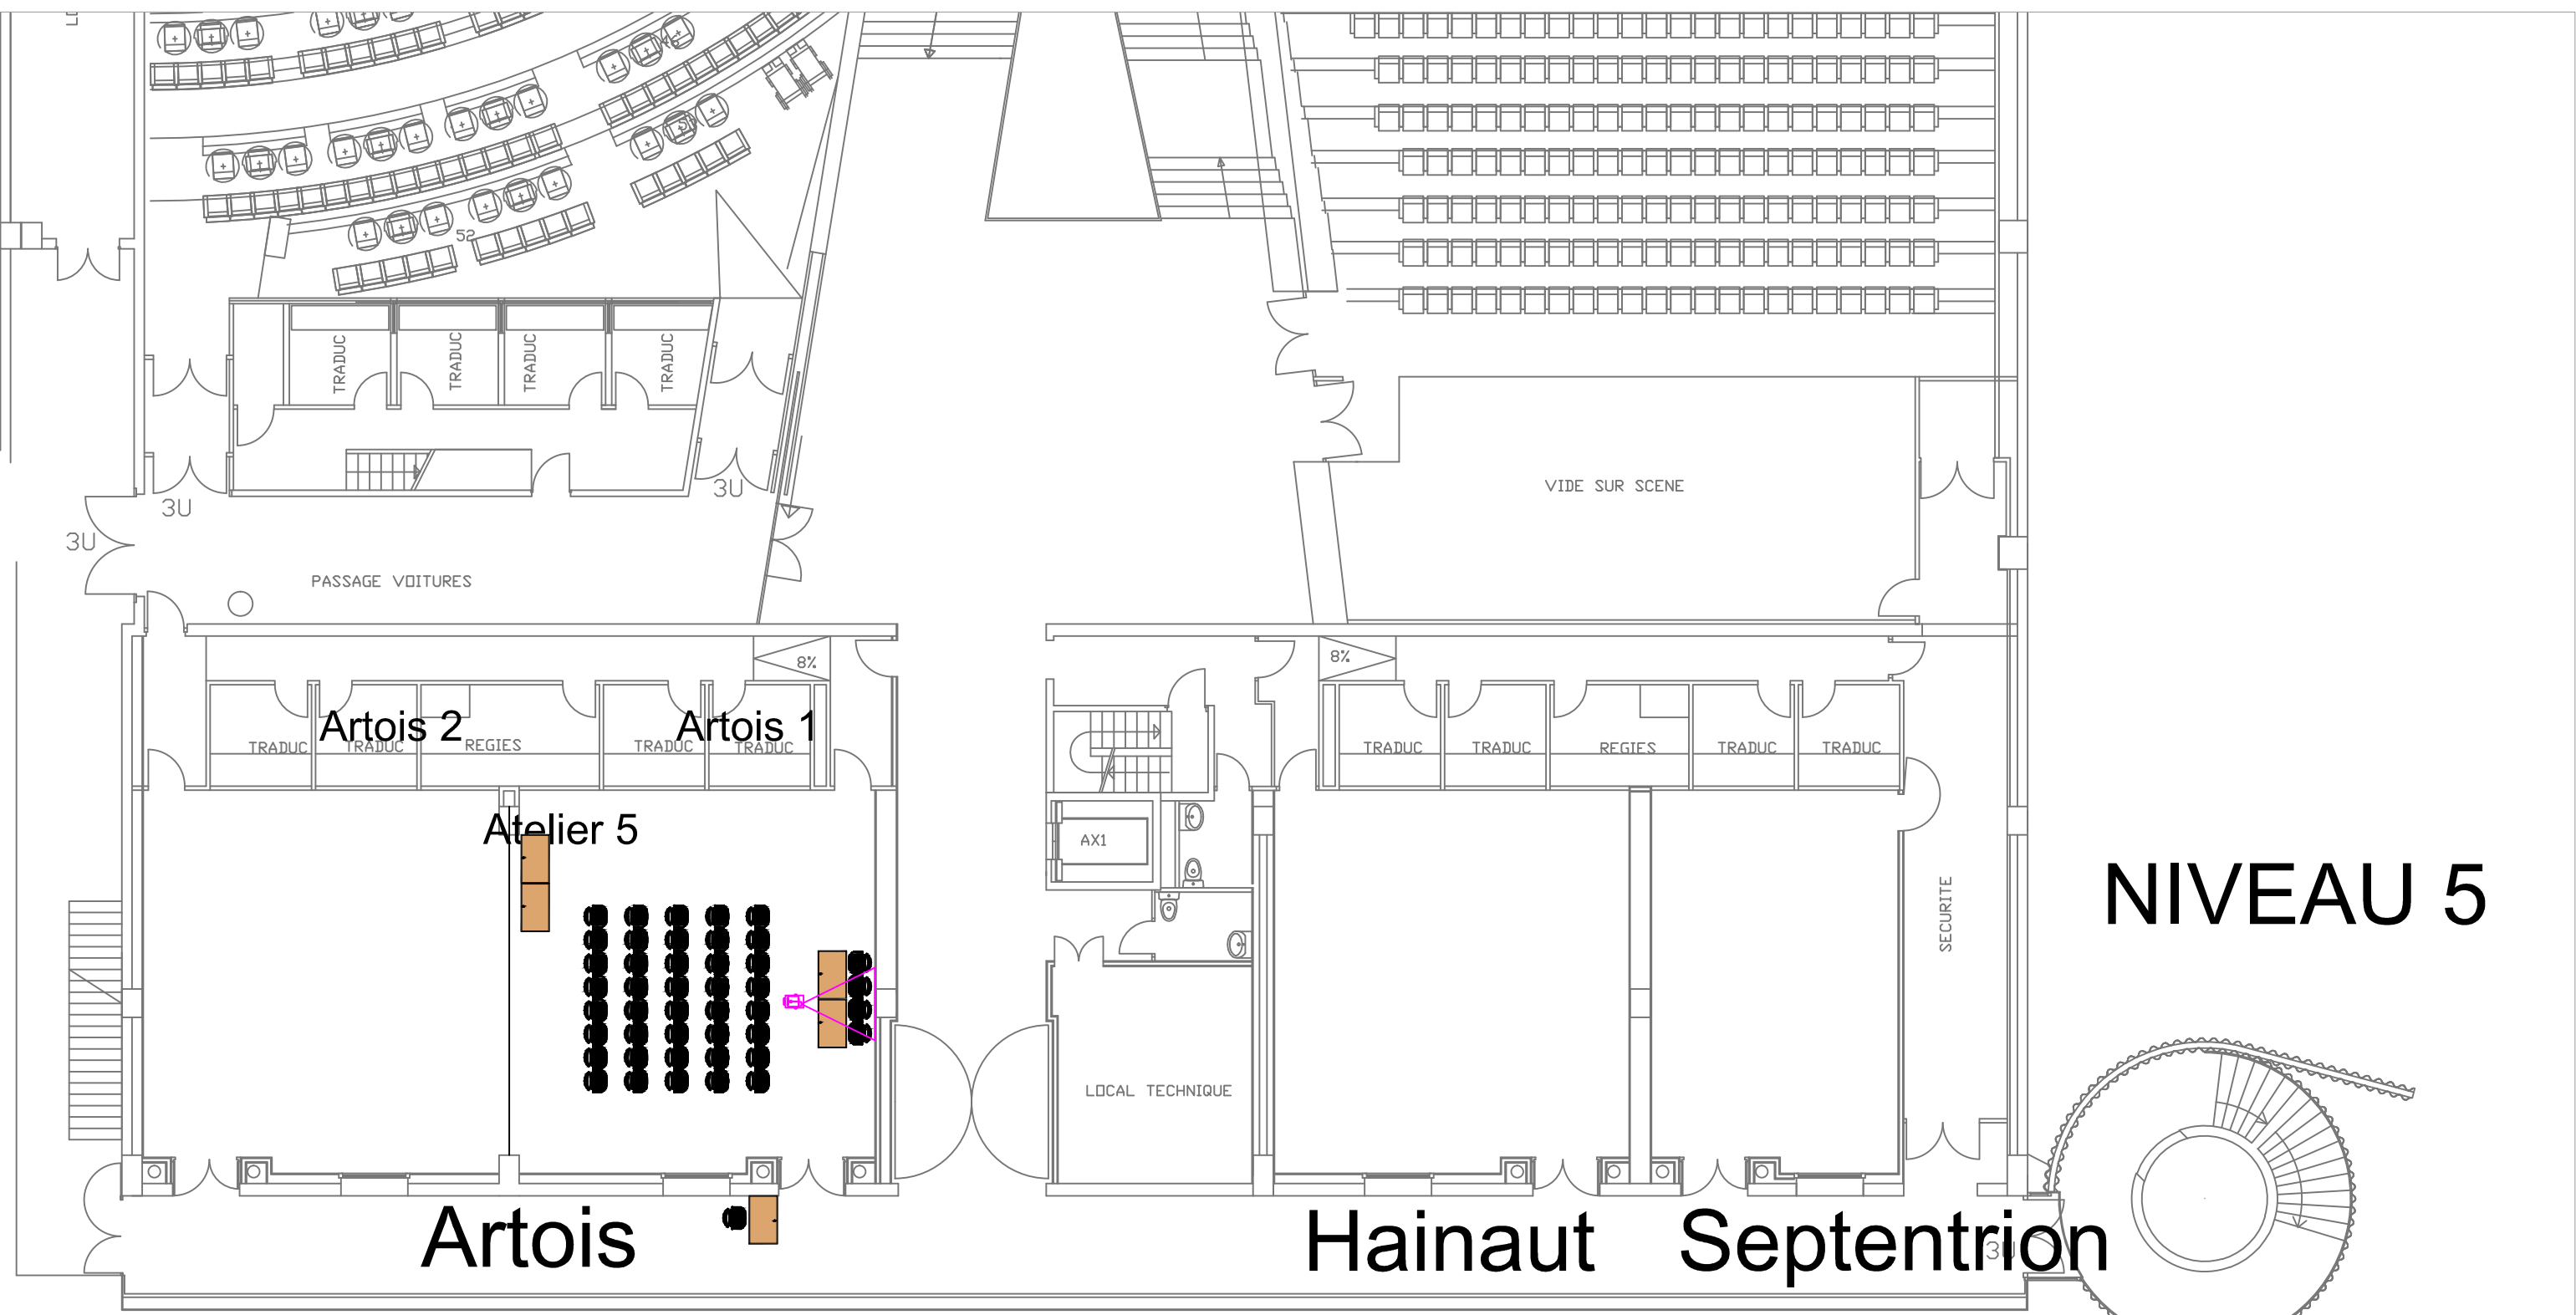 52
TRADUC
TRADUC
TRADUC
TRADUC
3U
3U
3U
VIDE SUR SCENE
PASSAGE VOITURES
8%
8%
Artois 2
Artois 1
TRADUC
TRADUC
REGIES
TRADUC
TRADUC
TRADUC
TRADUC
REGIES
TRADUC
TRADUC
Atelier 5
AX1
SECURITE
NIVEAU 5
LOCAL TECHNIQUE
Artois
Hainaut
Septentrion
3U